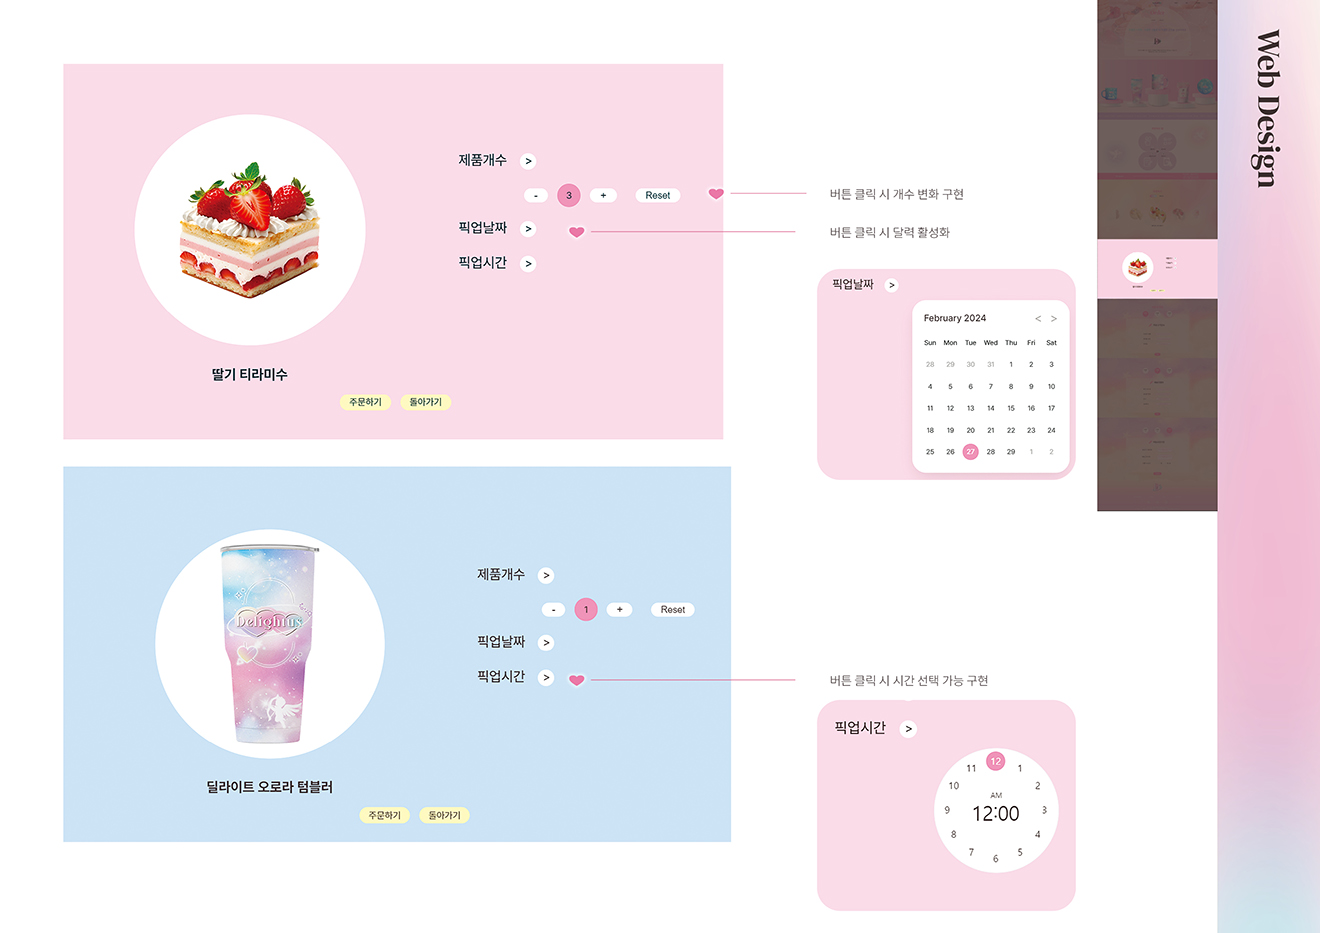 Web Design
제품개수 >
- 3 + Reset
버튼 클릭 시 개수 변화 구현
픽업날짜 >
버튼 클릭 시 달력 활성화
픽업시간 >
딸기 티라미수
주문하기 돌아가기
픽업날짜 >
February 2024 < >
Sun Mon Tue Wed Thu Fri Sat
28 29 30 31 1 2 3
4 5 6 7 8 9 10
11 12 13 14 15 16 17
18 19 20 21 22 23 24
25 26 27 28 29 1 2
Delight us
제품개수 >
- 1 + Reset
픽업날짜 >
픽업시간 >
버튼 클릭 시 시간 선택 가능 구현
딜라이트 오로라 텀블러
주문하기 돌아가기
픽업시간 >
12
11 1
10 2
AM
9 12:00 3
8 4
7 5
6